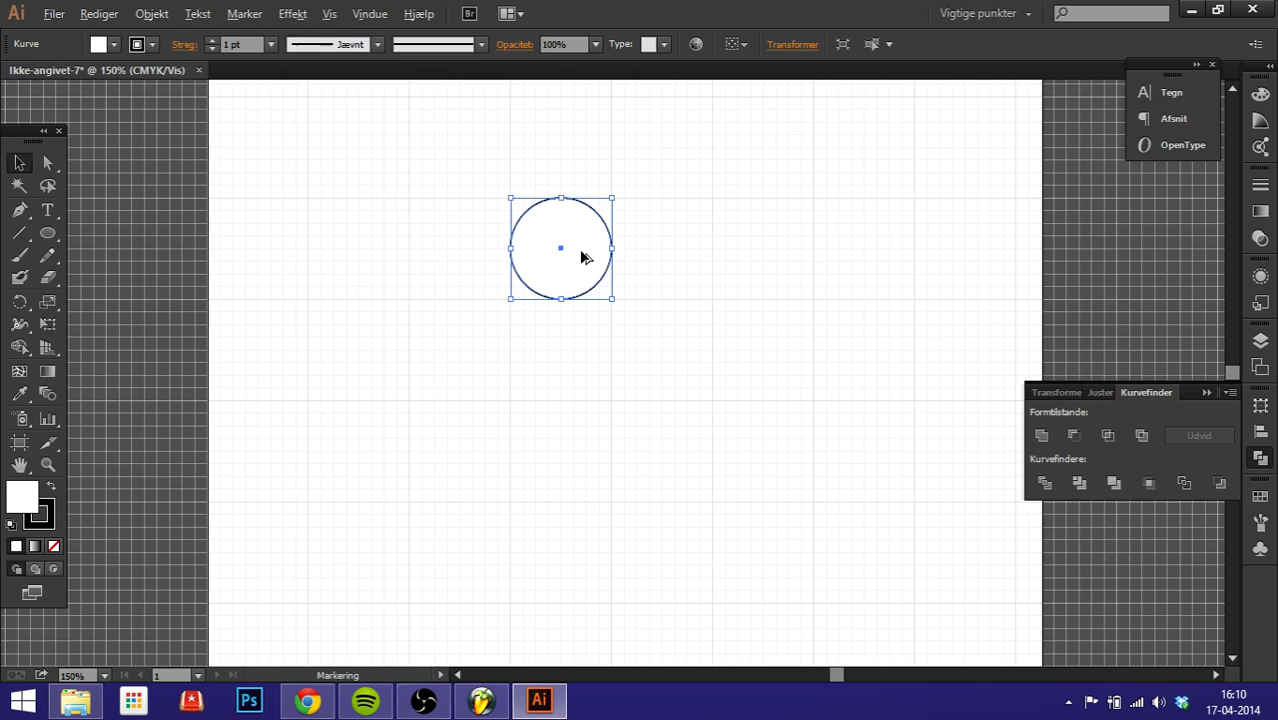 Ai Filer Rediger Objekt Tekst Marker Effekt Vis Vindue Hjælp Br Vigtige punkter
Kurve Streg: 1 pt Jævnt Opacitet: 100% Type: Transformer
Ikke-angivet-7* @ 150% (CMYK/Vis)
A Tegn
Afsnit
O OpenType
T
Transforme Juster Kurvefinder
Formtilstande:
Udvid
Kurvefindere:
150% 1 Markering
Ps Ai
16:10
17-04-2014